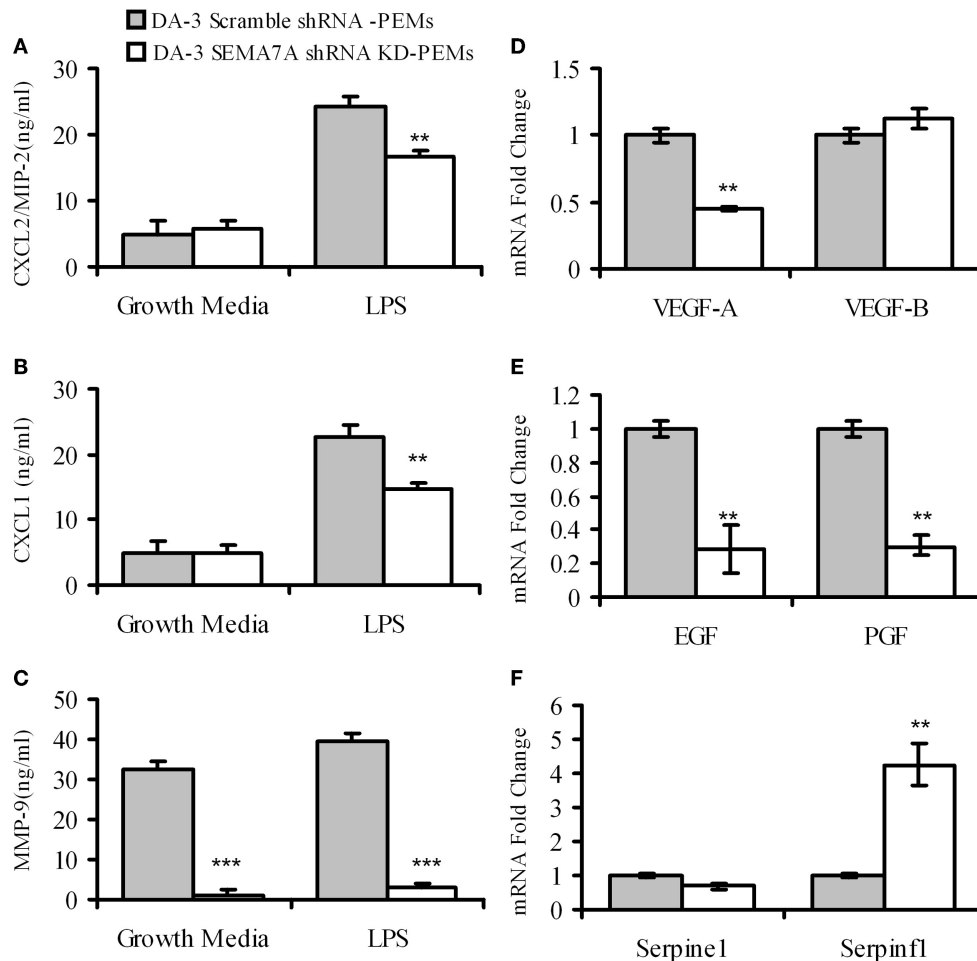 DA-3 Scramble shRNA -PEMs
DA-3 SEMA7A shRNA KD-PEMs
A
CXCL2/MIP-2(ng/ml)
30
20
10
0
**
Growth Media
LPS
B
CXCL1 (ng/ml)
30
20
10
0
**
Growth Media
LPS
C
MMP-9(ng/ml)
50
40
30
20
10
0
***
***
Growth Media
LPS
D
mRNA Fold Change
1.5
1
0.5
0
**
VEGF-A
VEGF-B
E
mRNA Fold Change
1.2
1
0.8
0.6
0.4
0.2
0
**
**
EGF
PGF
F
mRNA Fold Change
6
5
4
3
2
1
0
**
Serpine1
Serpinf1